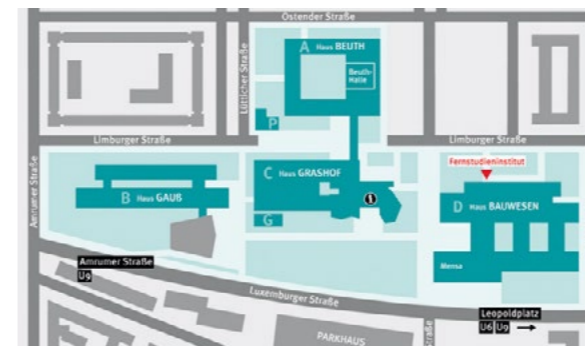 Ostender Straße
A Haus BEUTH
Beuth-
Halle
Lütticher Straße
P
Limburger Straße
Limburger Straße
Fernstudieninstitut
Amrumer Straße
C Haus GRASHOF
B Haus GAUß
i
D Haus BAUWESEN
G
Amrumer Straße
U9
Mensa
Luxemburger Straße
Leopoldplatz
U6 U9 →
PARKHAUS
straße